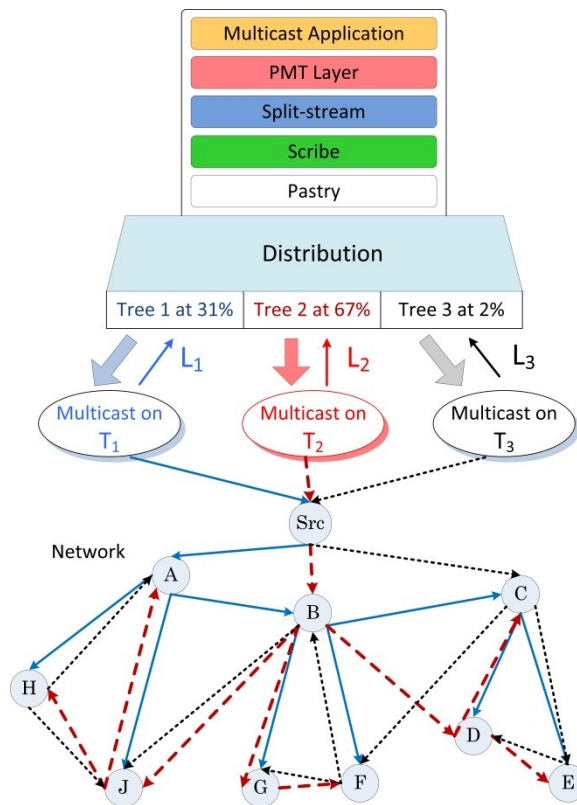 Multicast Application
PMT Layer
Split-stream
Scribe
Pastry
Distribution
Tree 1 at 31%
Tree 2 at 67%
Tree 3 at 2%
L1
L2
L3
Multicast on
T1
Multicast on
T2
Multicast on
T3
Src
Network
A
B
C
H
D
J
G
F
E